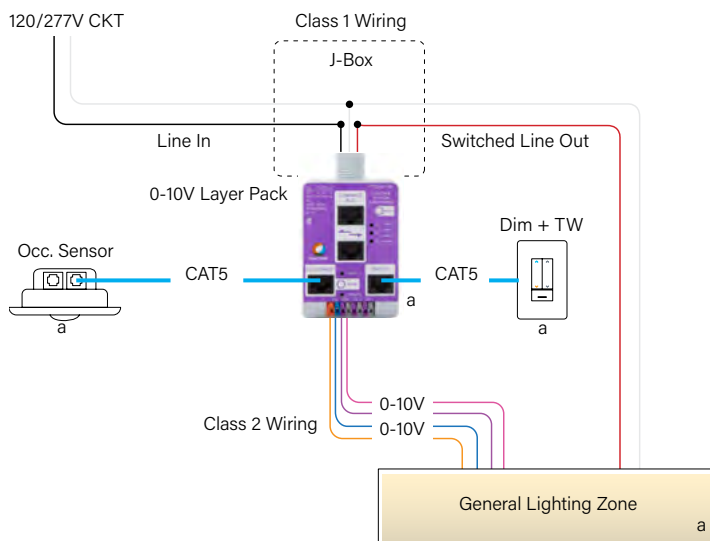 120/277V CKT
Class 1 Wiring
J-Box
Line In
Switched Line Out
0-10V Layer Pack
Dim + TW
Occ. Sensor
CAT5
CAT5
a
a
a
0-10V
Class 2 Wiring
0-10V
General Lighting Zone
a